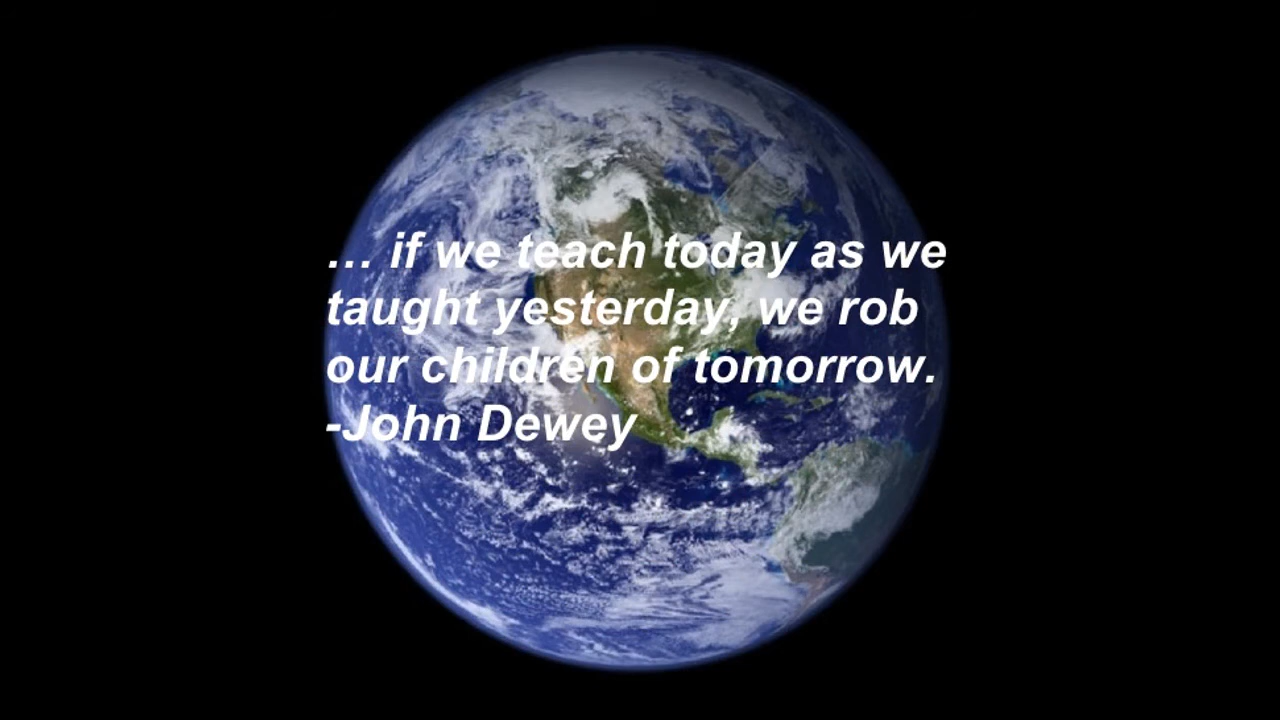 … if we teach today as we
taught yesterday, we rob
our children of tomorrow.
-John Dewey